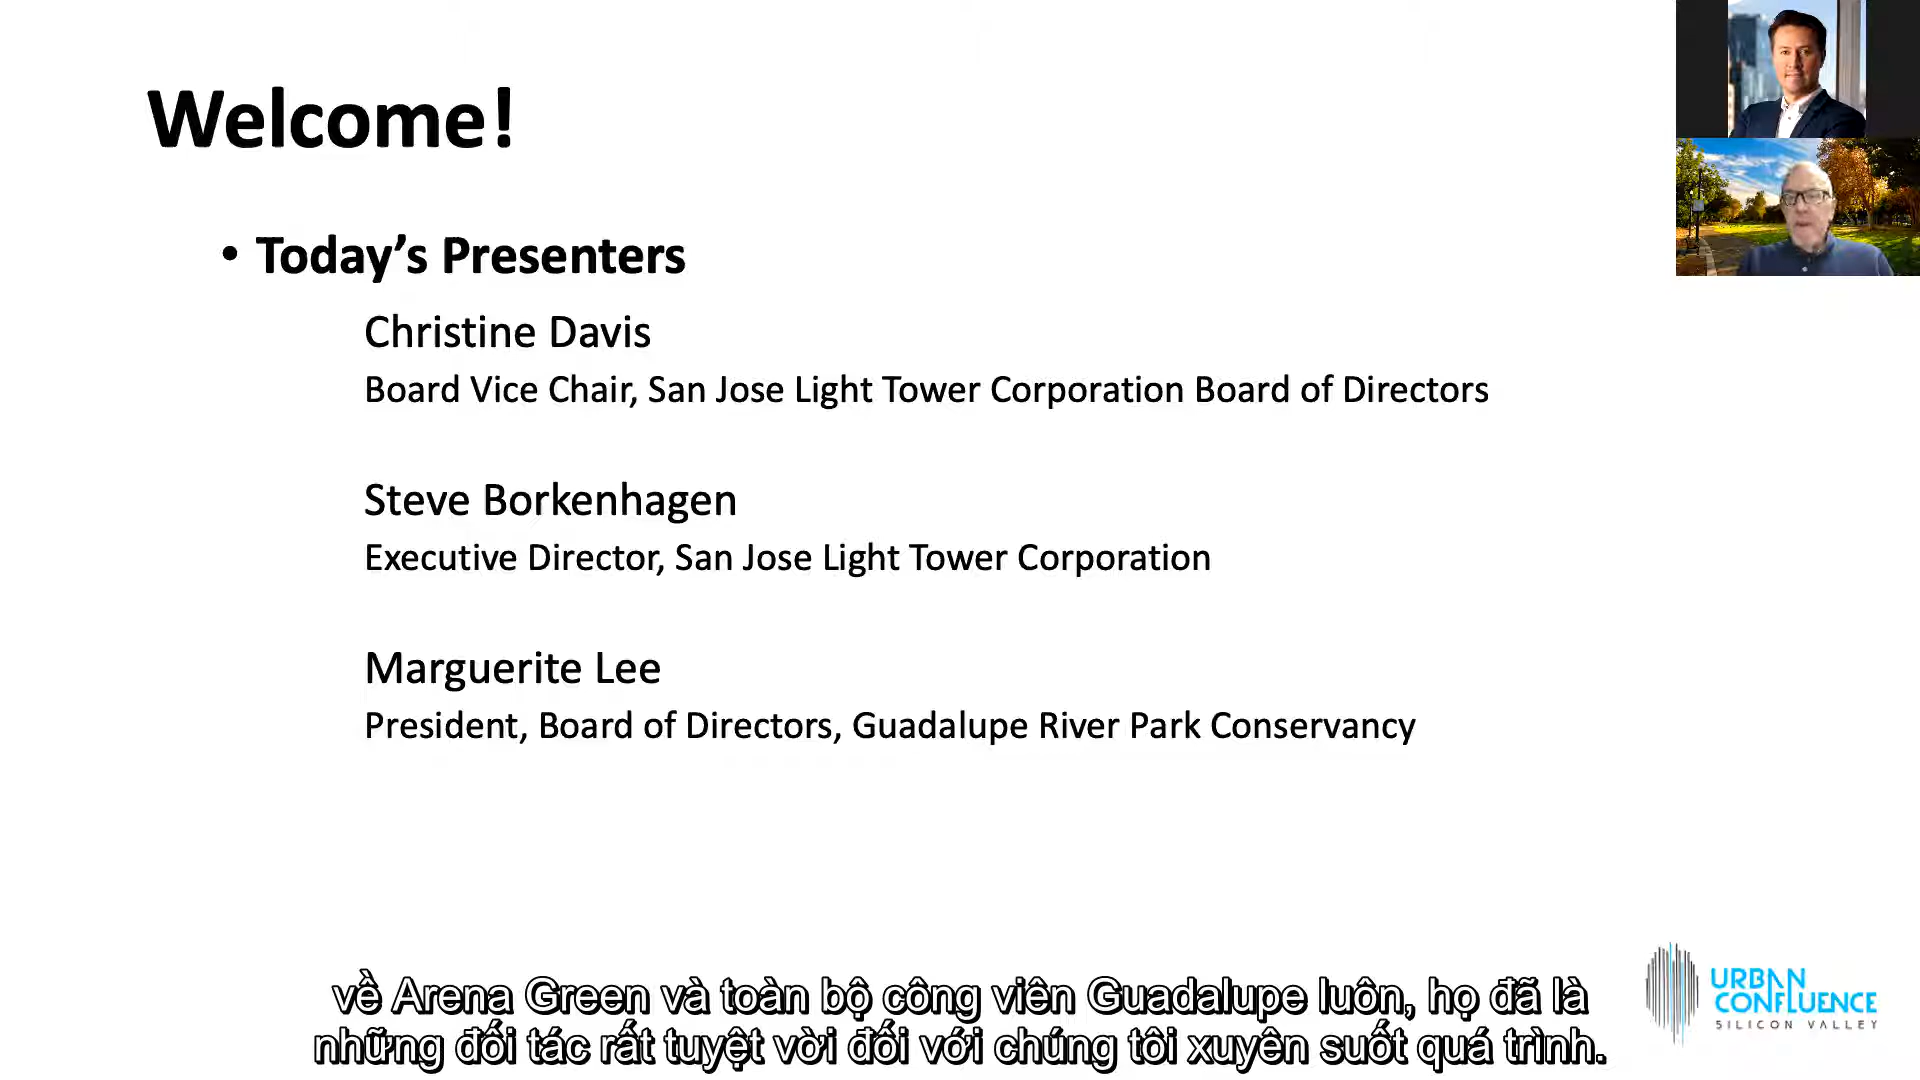 Welcome!
• Today’s Presenters
Christine Davis
Board Vice Chair, San Jose Light Tower Corporation Board of Directors
Steve Borkenhagen
Executive Director, San Jose Light Tower Corporation
Marguerite Lee
President, Board of Directors, Guadalupe River Park Conservancy
về Arena Green và toàn bộ công viên Guadalupe luôn, họ đã là
những đối tác rất tuyệt vời đối với chúng tôi xuyên suốt quá trình.
URBAN
CONFLUENCE
SILICON VALLEY